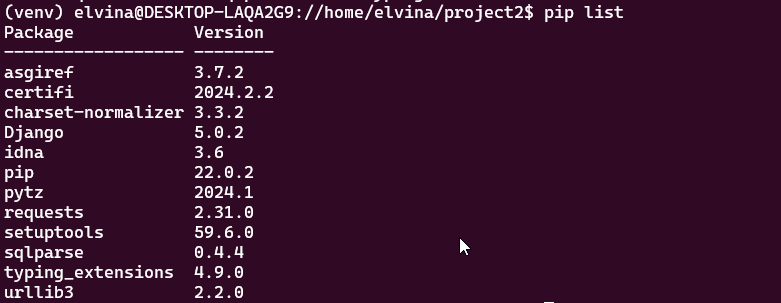 (venv) elvina@DESKTOP-LAQA2G9://home/elvina/project2$ pip list
Package            Version
------------------ --------
asgiref            3.7.2
certifi            2024.2.2
charset-normalizer 3.3.2
Django             5.0.2
idna               3.6
pip                22.0.2
pytz               2024.1
requests           2.31.0
setuptools         59.6.0
sqlparse           0.4.4
typing_extensions  4.9.0
urllib3            2.2.0